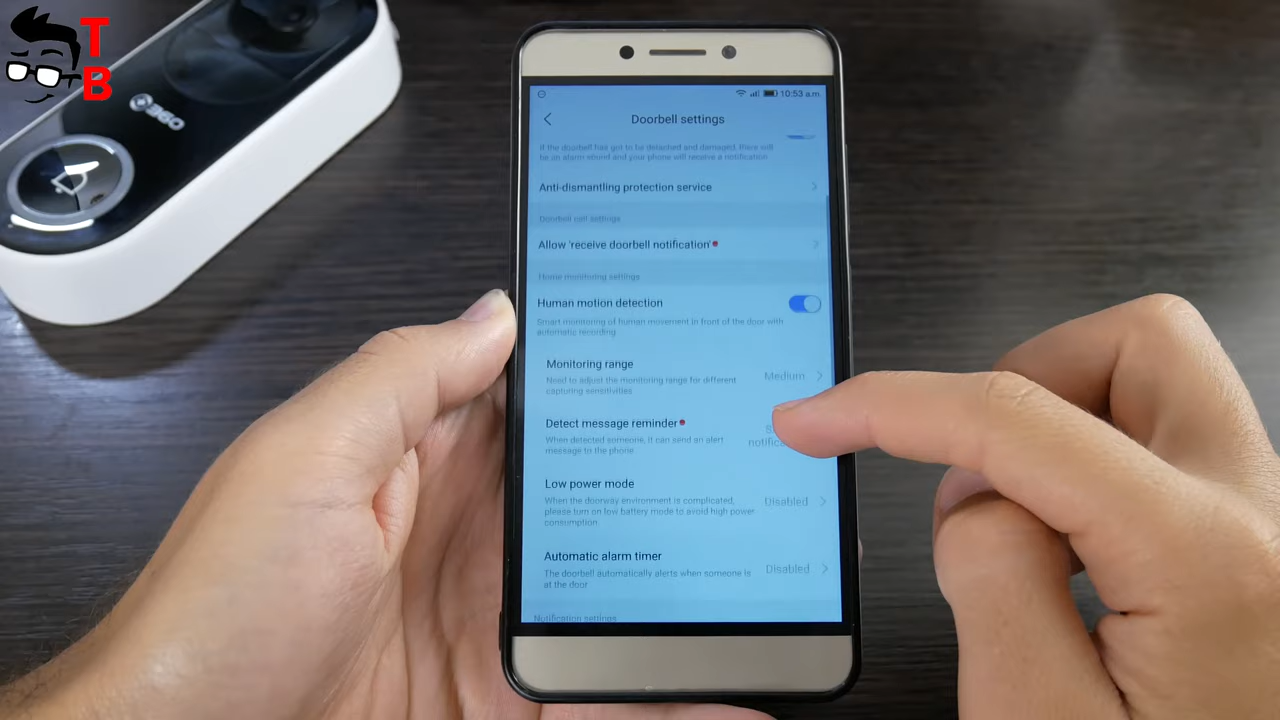 T
B
360
10:53 a.m.
Doorbell settings
If the doorbell has got to be detached and damaged, there will
be an alarm sound and your phone will receive a notification
Anti-dismantling protection service
Doorbell call settings
Allow 'receive doorbell notification'
Home monitoring settings
Human motion detection
Smart monitoring of human movement in front of the door with
automatic recording
Monitoring range
Need to adjust the monitoring range for different
capturing sensitivities
Medium
Detect message reminder
When detected someone, it can send an alert
message to the phone
Low power mode
When the doorway environment is complicated,
please turn on low battery mode to avoid high power
consumption
Disabled
Automatic alarm timer
The doorbell automatically alerts when someone is
at the door
Disabled
Notification settings